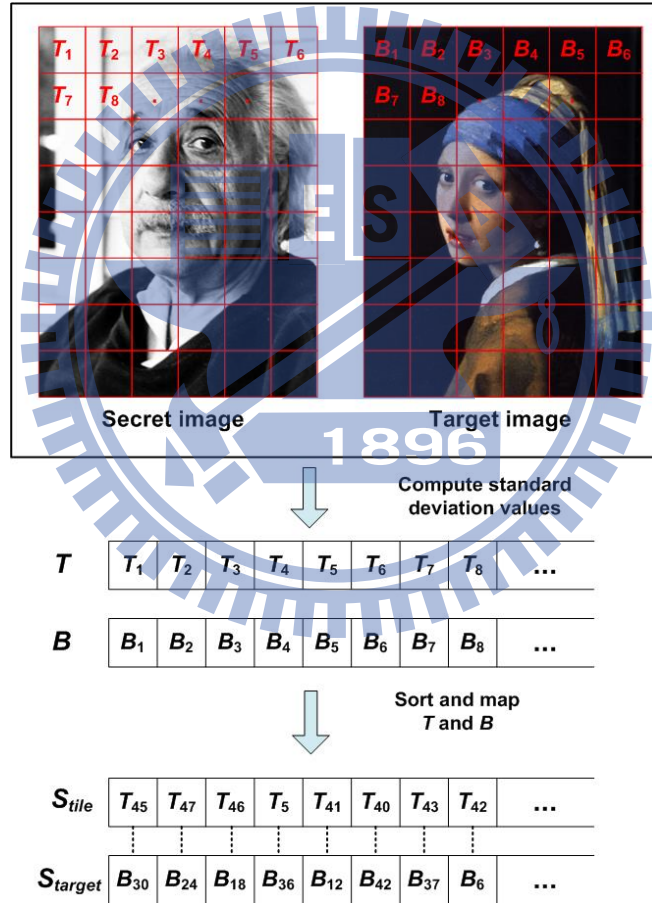 T1 T2 T3 T4 T5 T6 B1 B2 B3 B4 B5 B6
T7 T8 . . . B7 B8 . . .
E S A
8
Secret image Target image
1896
Compute standard
deviation values
T T1 T2 T3 T4 T5 T6 T7 T8 ...
B B1 B2 B3 B4 B5 B6 B7 B8 ...
Sort and map
T and B
Stile T45 T47 T46 T5 T41 T40 T43 T42 ...
Starget B30 B24 B18 B36 B12 B42 B37 B6 ...